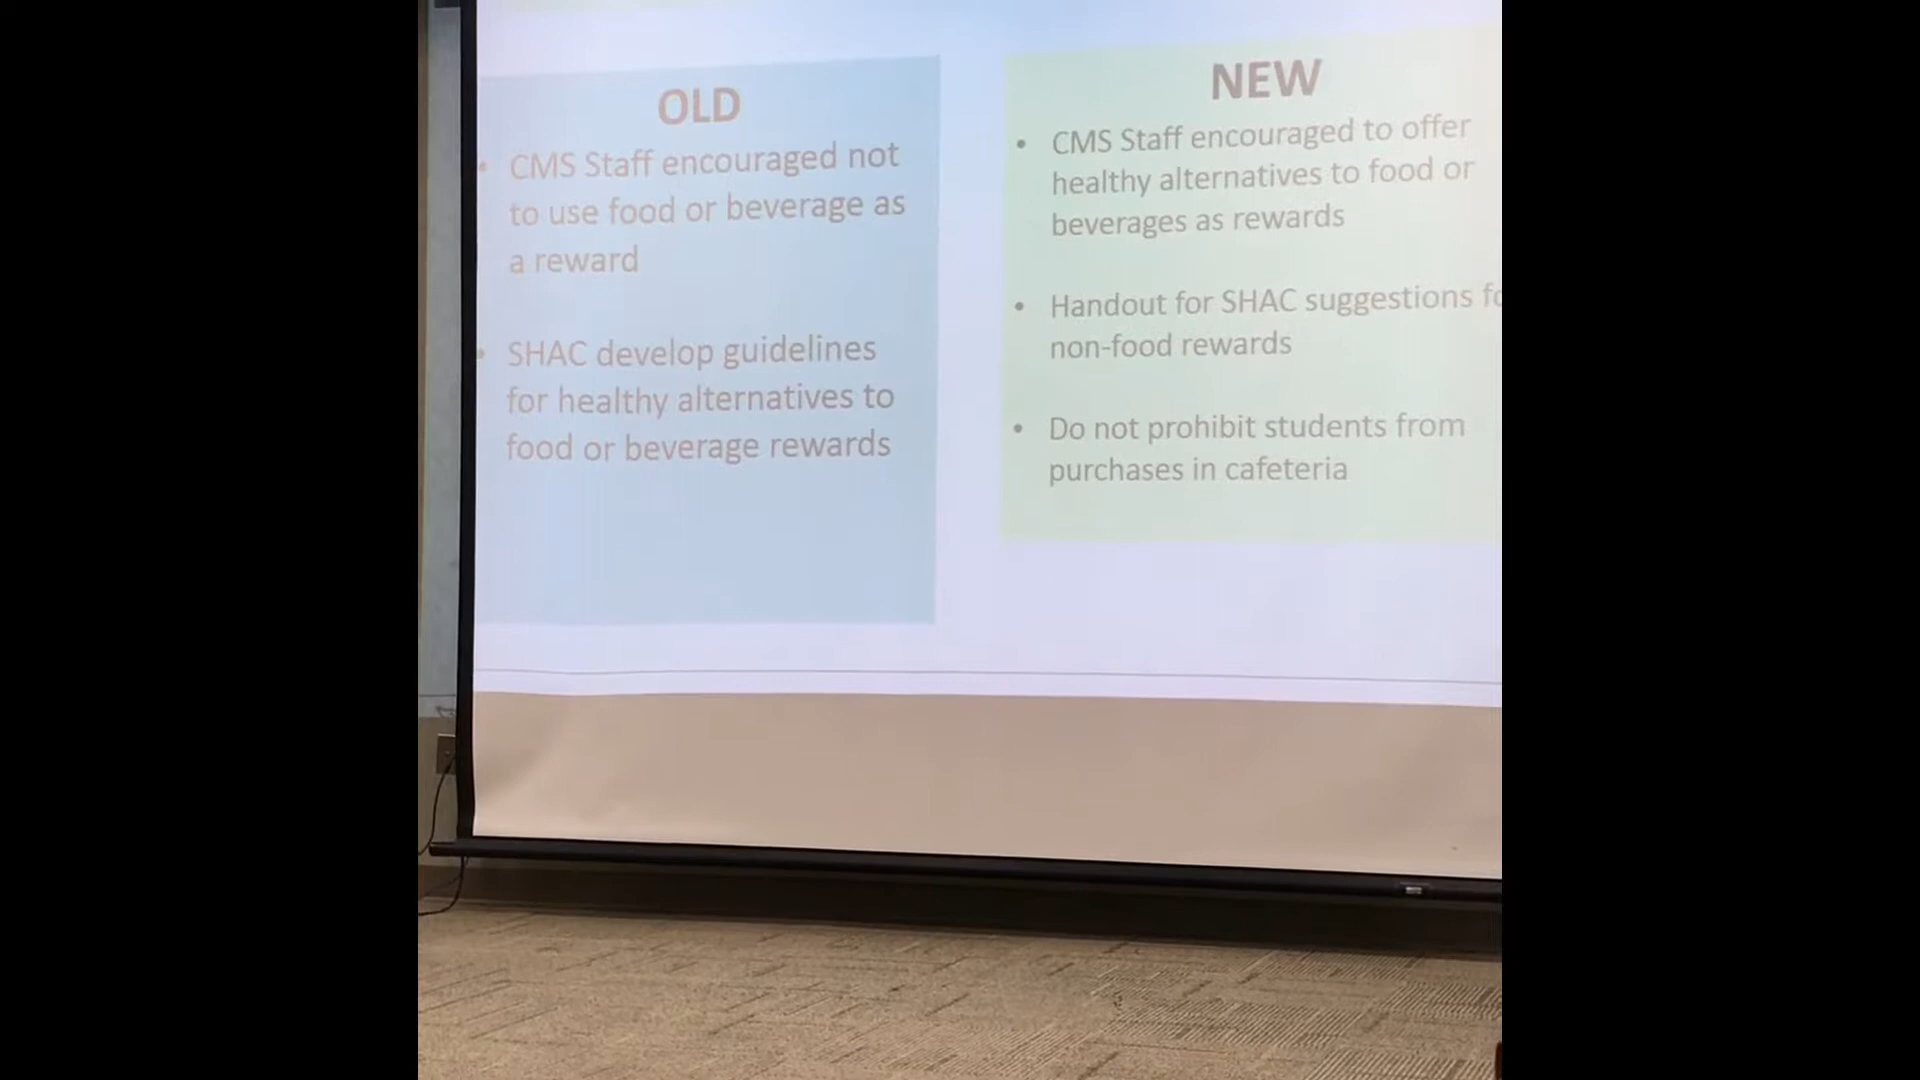 OLD
• CMS Staff encouraged not
to use food or beverage as
a reward
• SHAC develop guidelines
for healthy alternatives to
food or beverage rewards
NEW
• CMS Staff encouraged to offer
healthy alternatives to food or
beverages as rewards
• Handout for SHAC suggestions
non-food rewards
• Do not prohibit students from
purchases in cafeteria